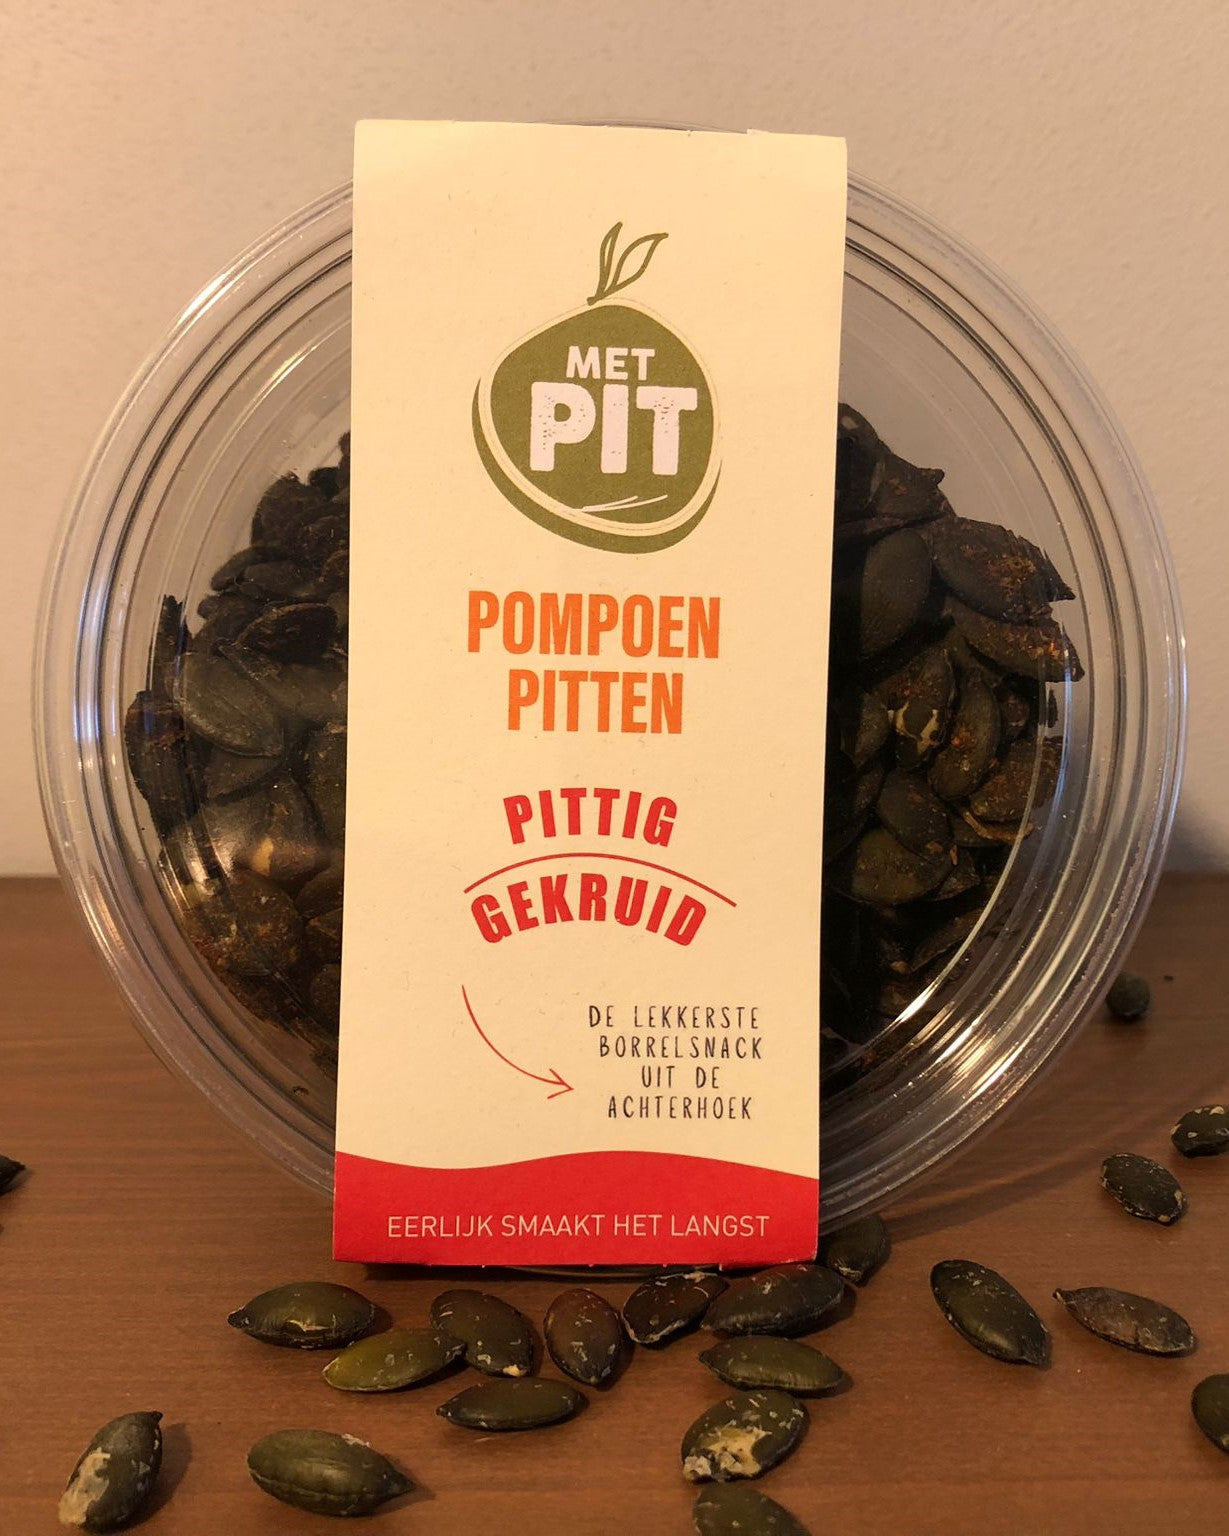 MET
PIT
POMPOEN
PITTEN
PITTIG
GEKRUID
DE LEKKERSTE
BORRELSNACK
UIT DE
ACHTERHOEK
EERLIJK SMAAKT HET LANGST